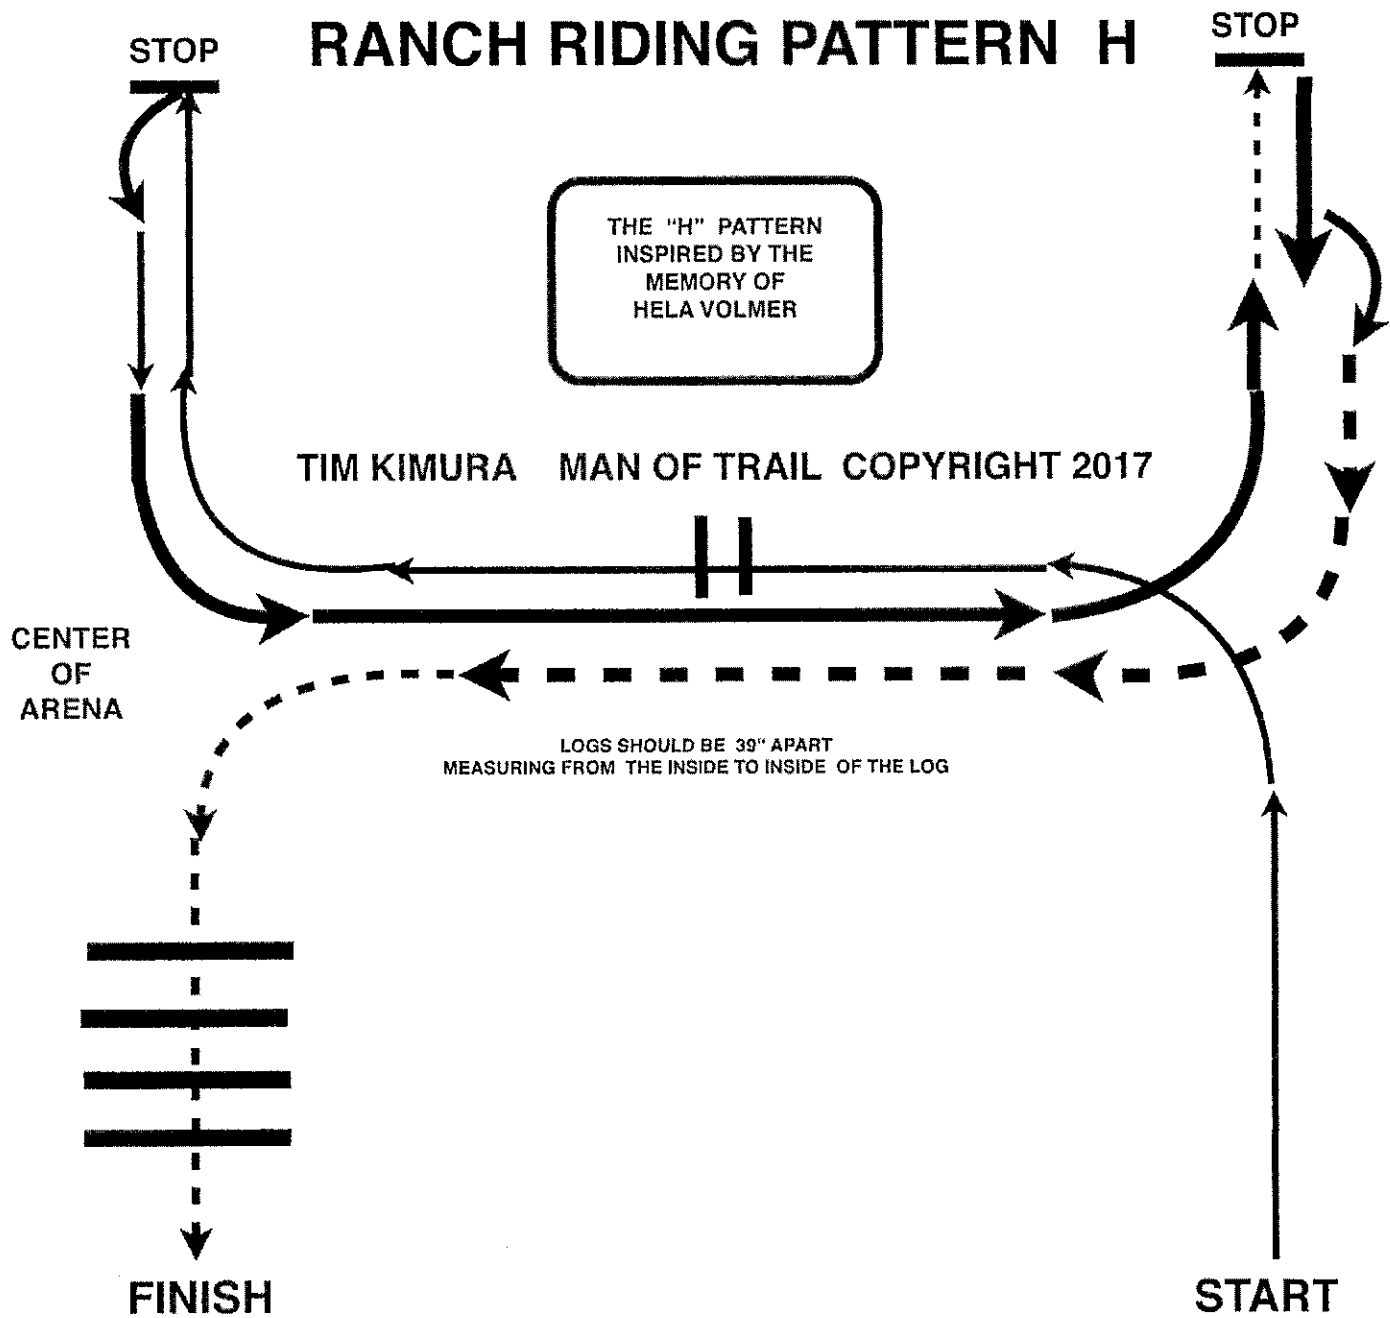 STOP
RANCH RIDING PATTERN H
STOP
THE "H" PATTERN
INSPIRED BY THE
MEMORY OF
HELA VOLMER
TIM KIMURA MAN OF TRAIL COPYRIGHT 2017
CENTER
OF
ARENA
LOGS SHOULD BE 39" APART
MEASURING FROM THE INSIDE TO INSIDE OF THE LOG
FINISH
START